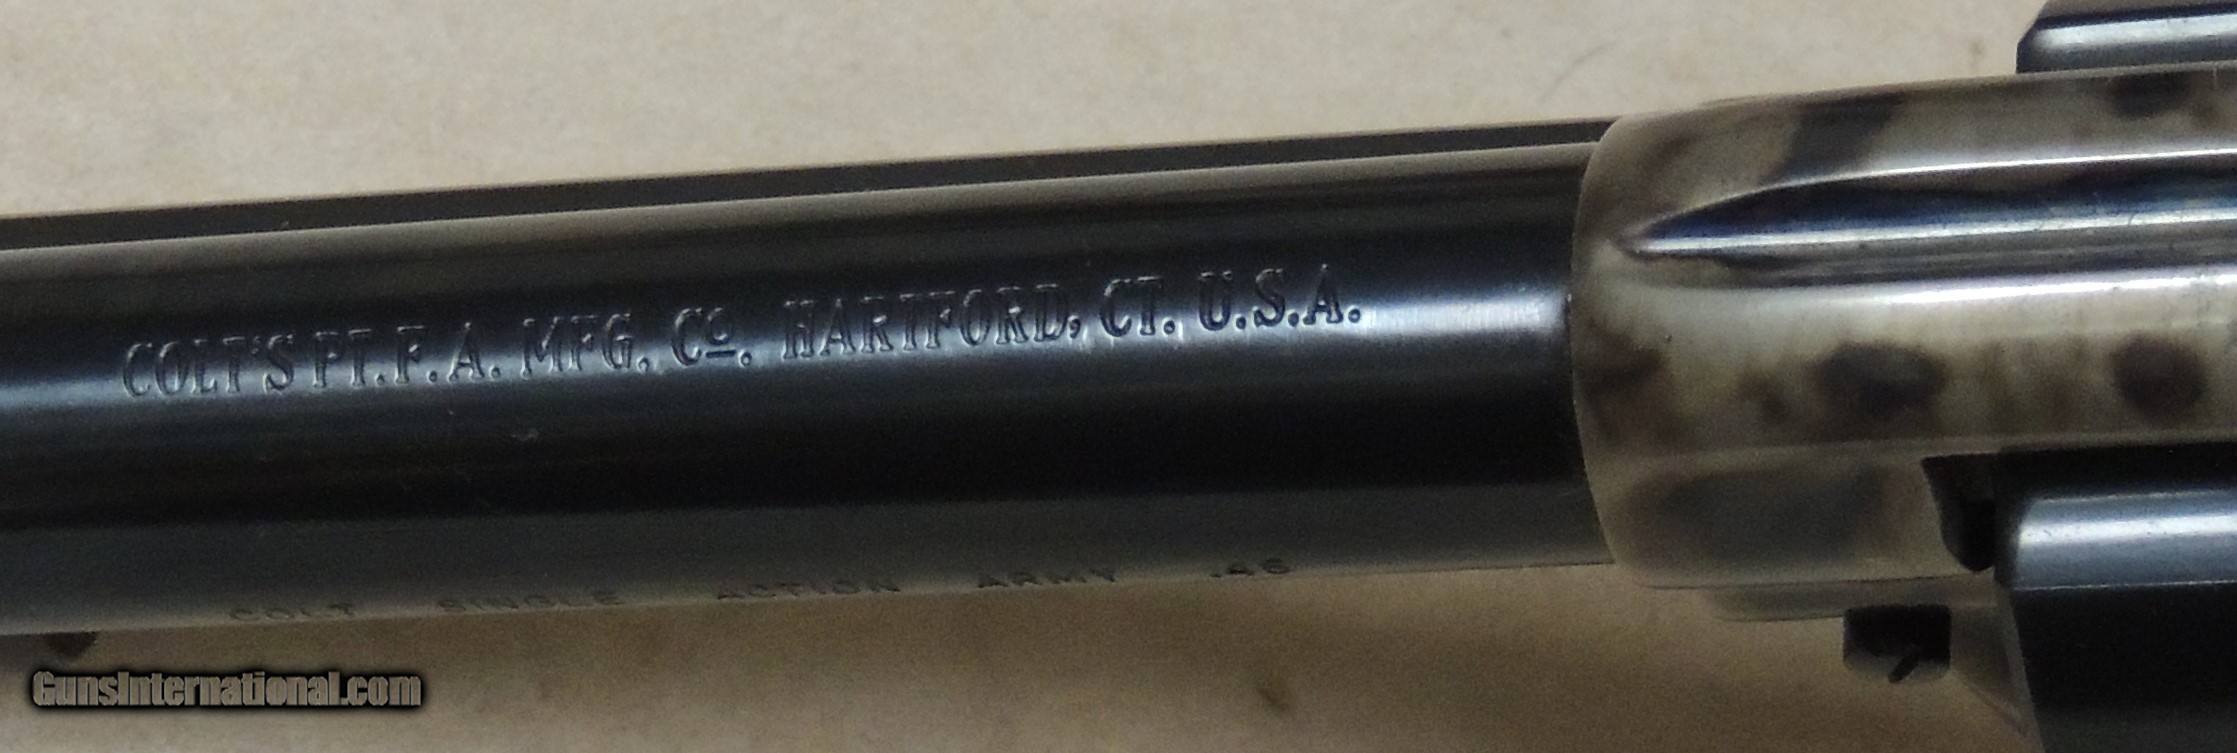 COLT'S PT. F. A. MFG. Co. HARTFORD, CT. U.S.A.
COLT SINGLE ACTION ARMY .45
GunsInternational.com